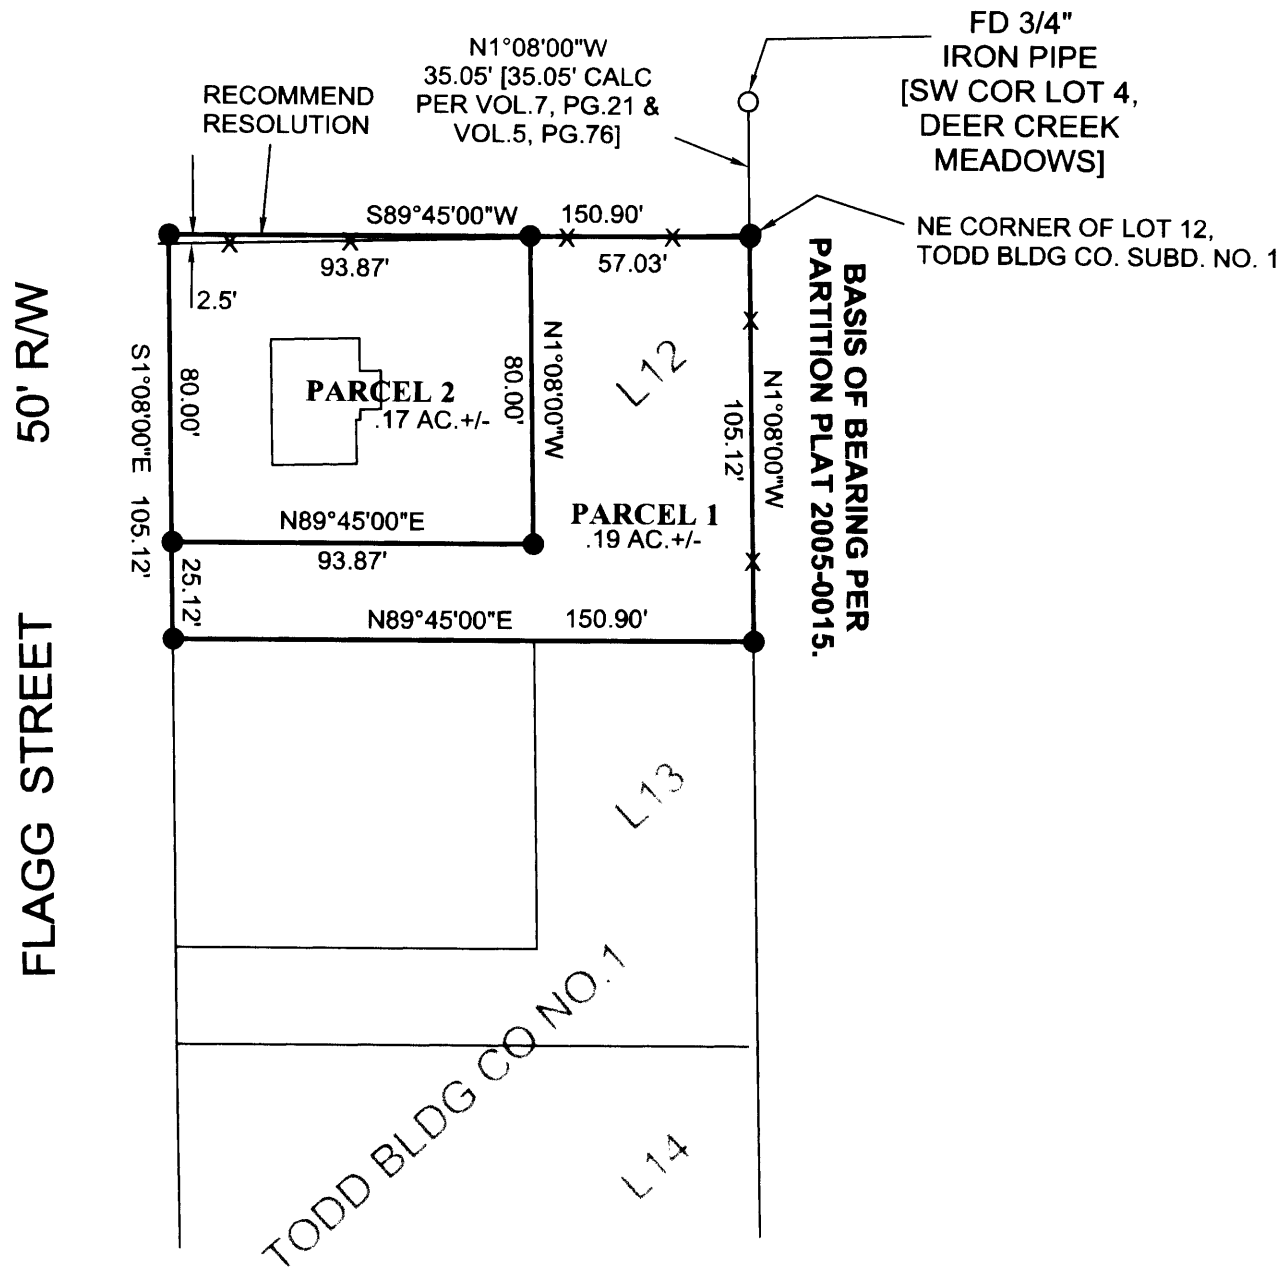 FD 3/4"
IRON PIPE
[SW COR LOT 4,
DEER CREEK
MEADOWS]
N1°08'00"W
35.05' [35.05' CALC
PER VOL.7, PG.21 &
VOL.5, PG.76]
RECOMMEND
RESOLUTION
S89°45'00"W 150.90'
NE CORNER OF LOT 12,
TODD BLDG CO. SUBD. NO. 1
93.87'
57.03'
2.5'
50' R/W
FLAGG STREET
S1°08'00"E 105.12'
80.00'
PARCEL 2
.17 AC.+/-
80.00'
N1°08'00"W
L12
105.12'
N1°08'00"W
BASIS OF BEARING PER
PARTITION PLAT 2005-0015.
N89°45'00"E
93.87'
PARCEL 1
.19 AC.+/-
25.12'
N89°45'00"E 150.90'
L13
TODD BLDG CO NO.1
L14